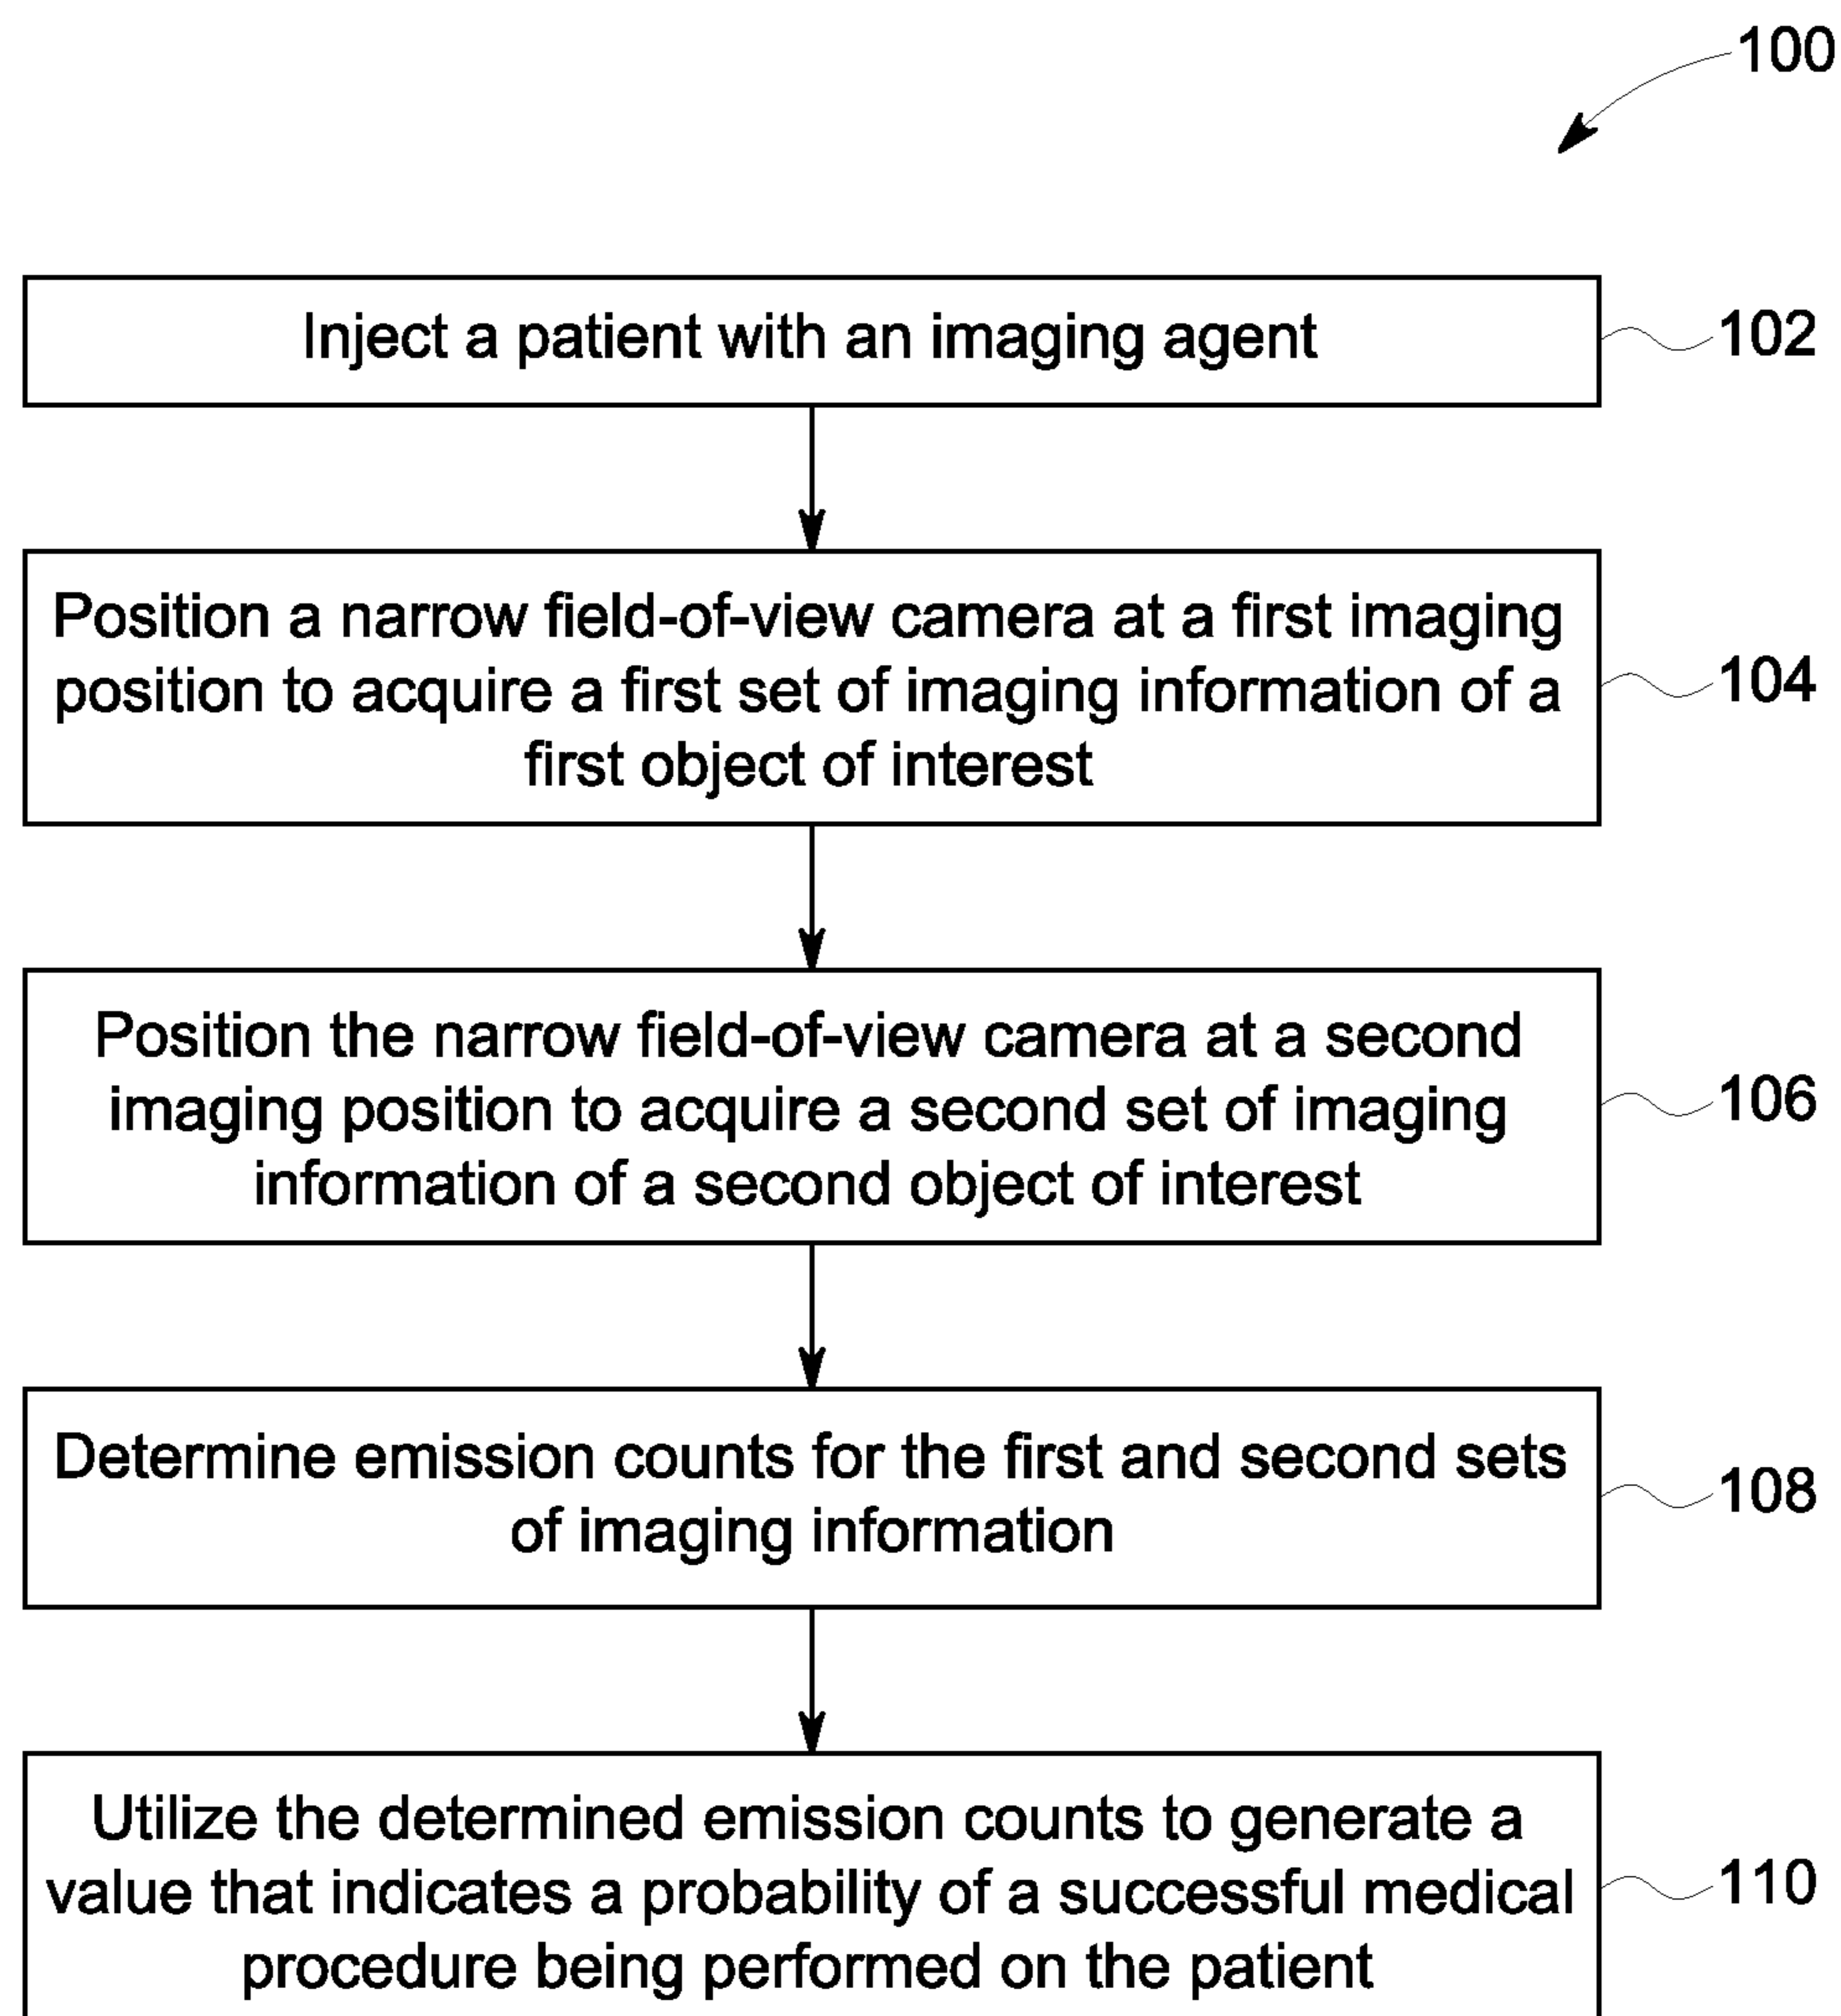 100
Inject a patient with an imaging agent
102
Position a narrow field-of-view camera at a first imaging
position to acquire a first set of imaging information of a
first object of interest
104
Position the narrow field-of-view camera at a second
imaging position to acquire a second set of imaging
information of a second object of interest
106
Determine emission counts for the first and second sets
of imaging information
108
Utilize the determined emission counts to generate a
value that indicates a probability of a successful medical
procedure being performed on the patient
110